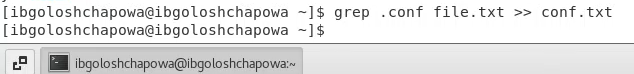 [ibgoloshchapowa@ibgoloshchapowa ~]$ grep .conf file.txt >> conf.txt
[ibgoloshchapowa@ibgoloshchapowa ~]$
ibgoloshchapowa@ibgoloshchapowa:~